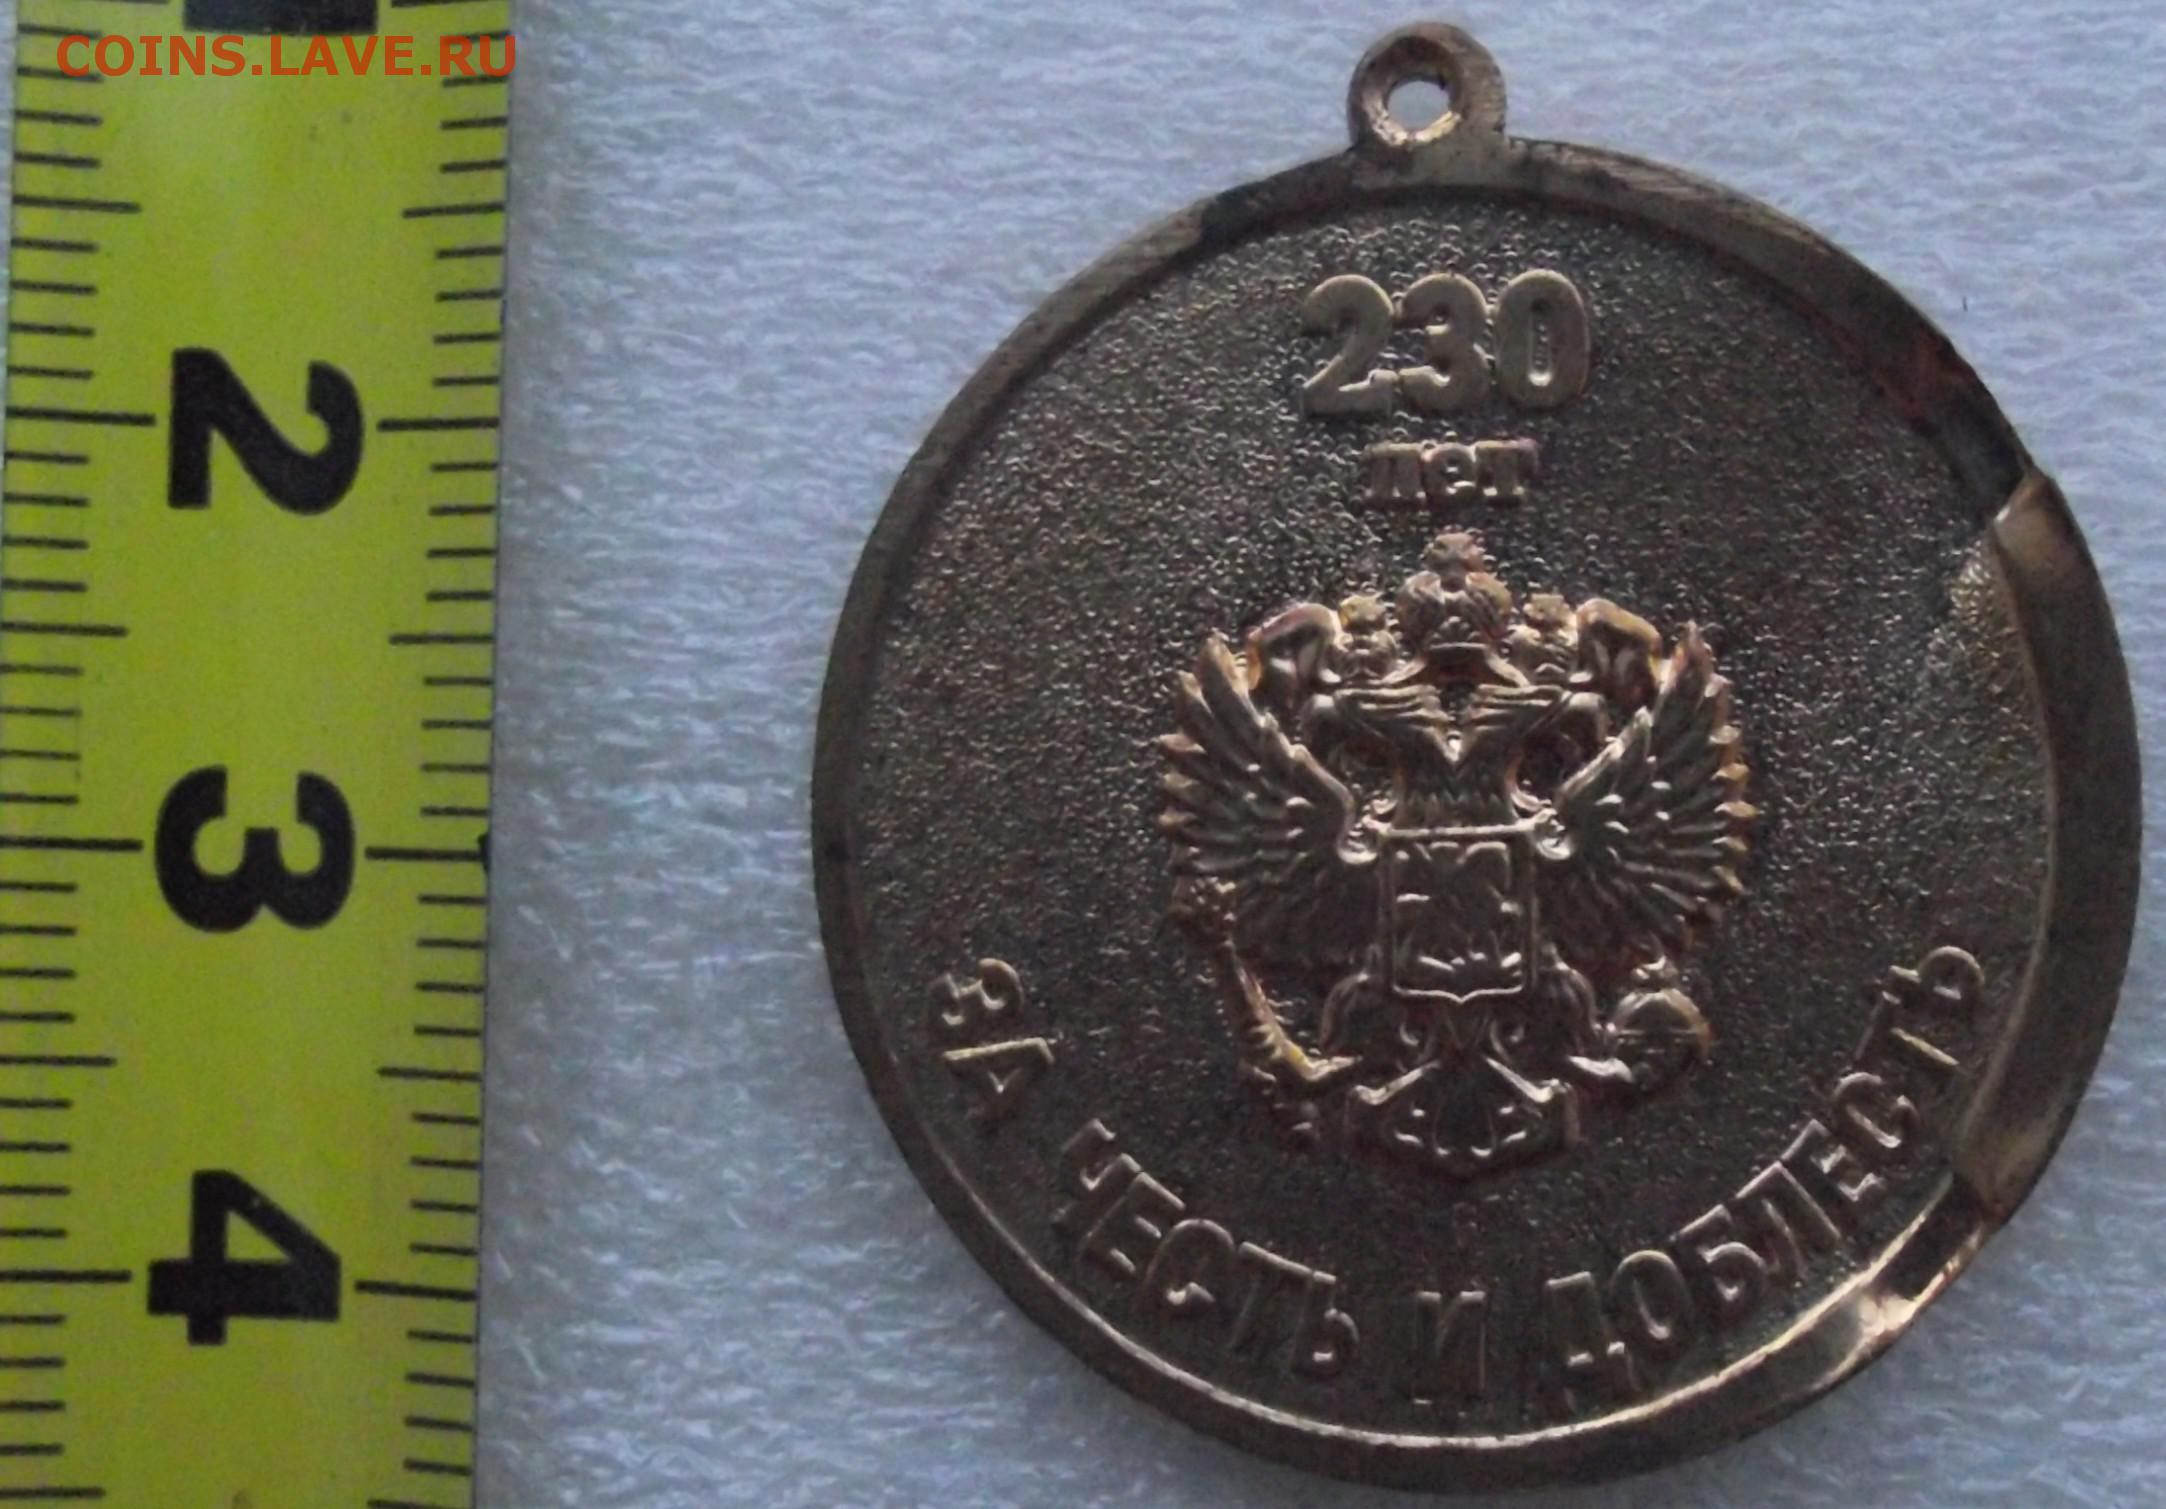 COINS.LAVE.RU
2
3
4
230
лет
ЗА ЧЕСТЬ И ДОБЛЕСТЬ